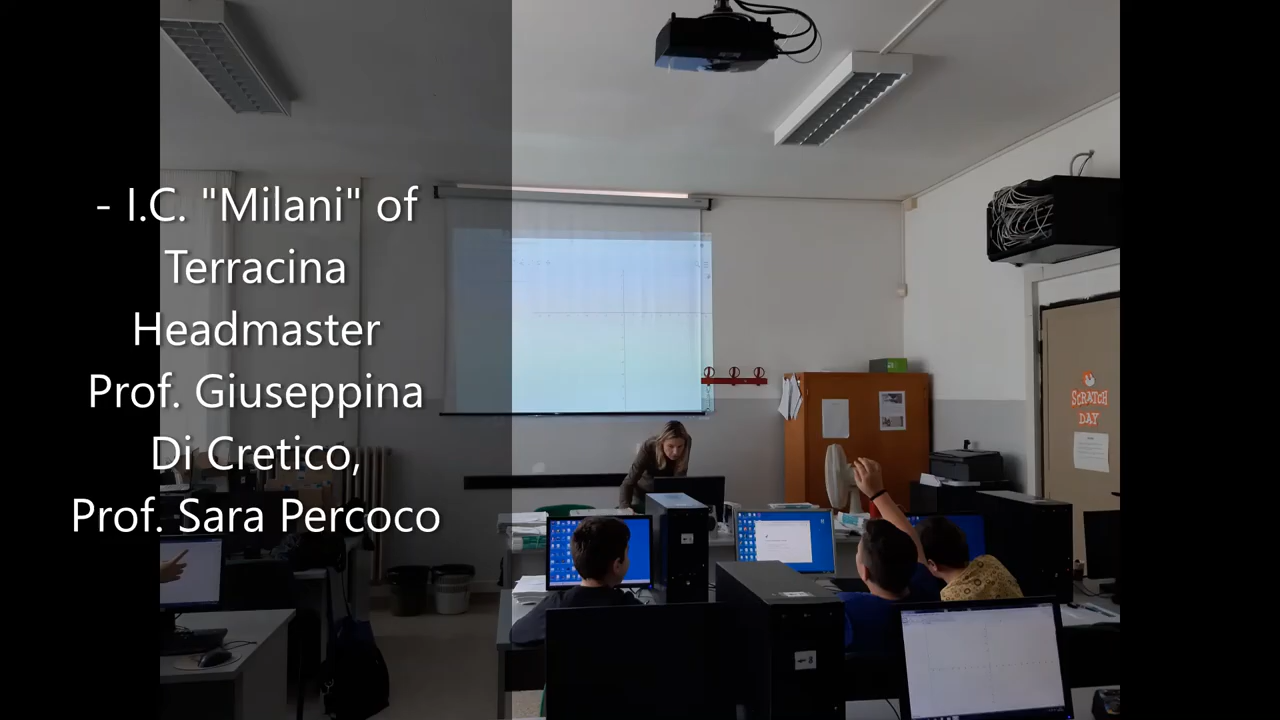 - I.C. "Milani" of
Terracina
Headmaster
Prof. Giuseppina
Di Cretico,
Prof. Sara Percoco
SCRATCH
DAY